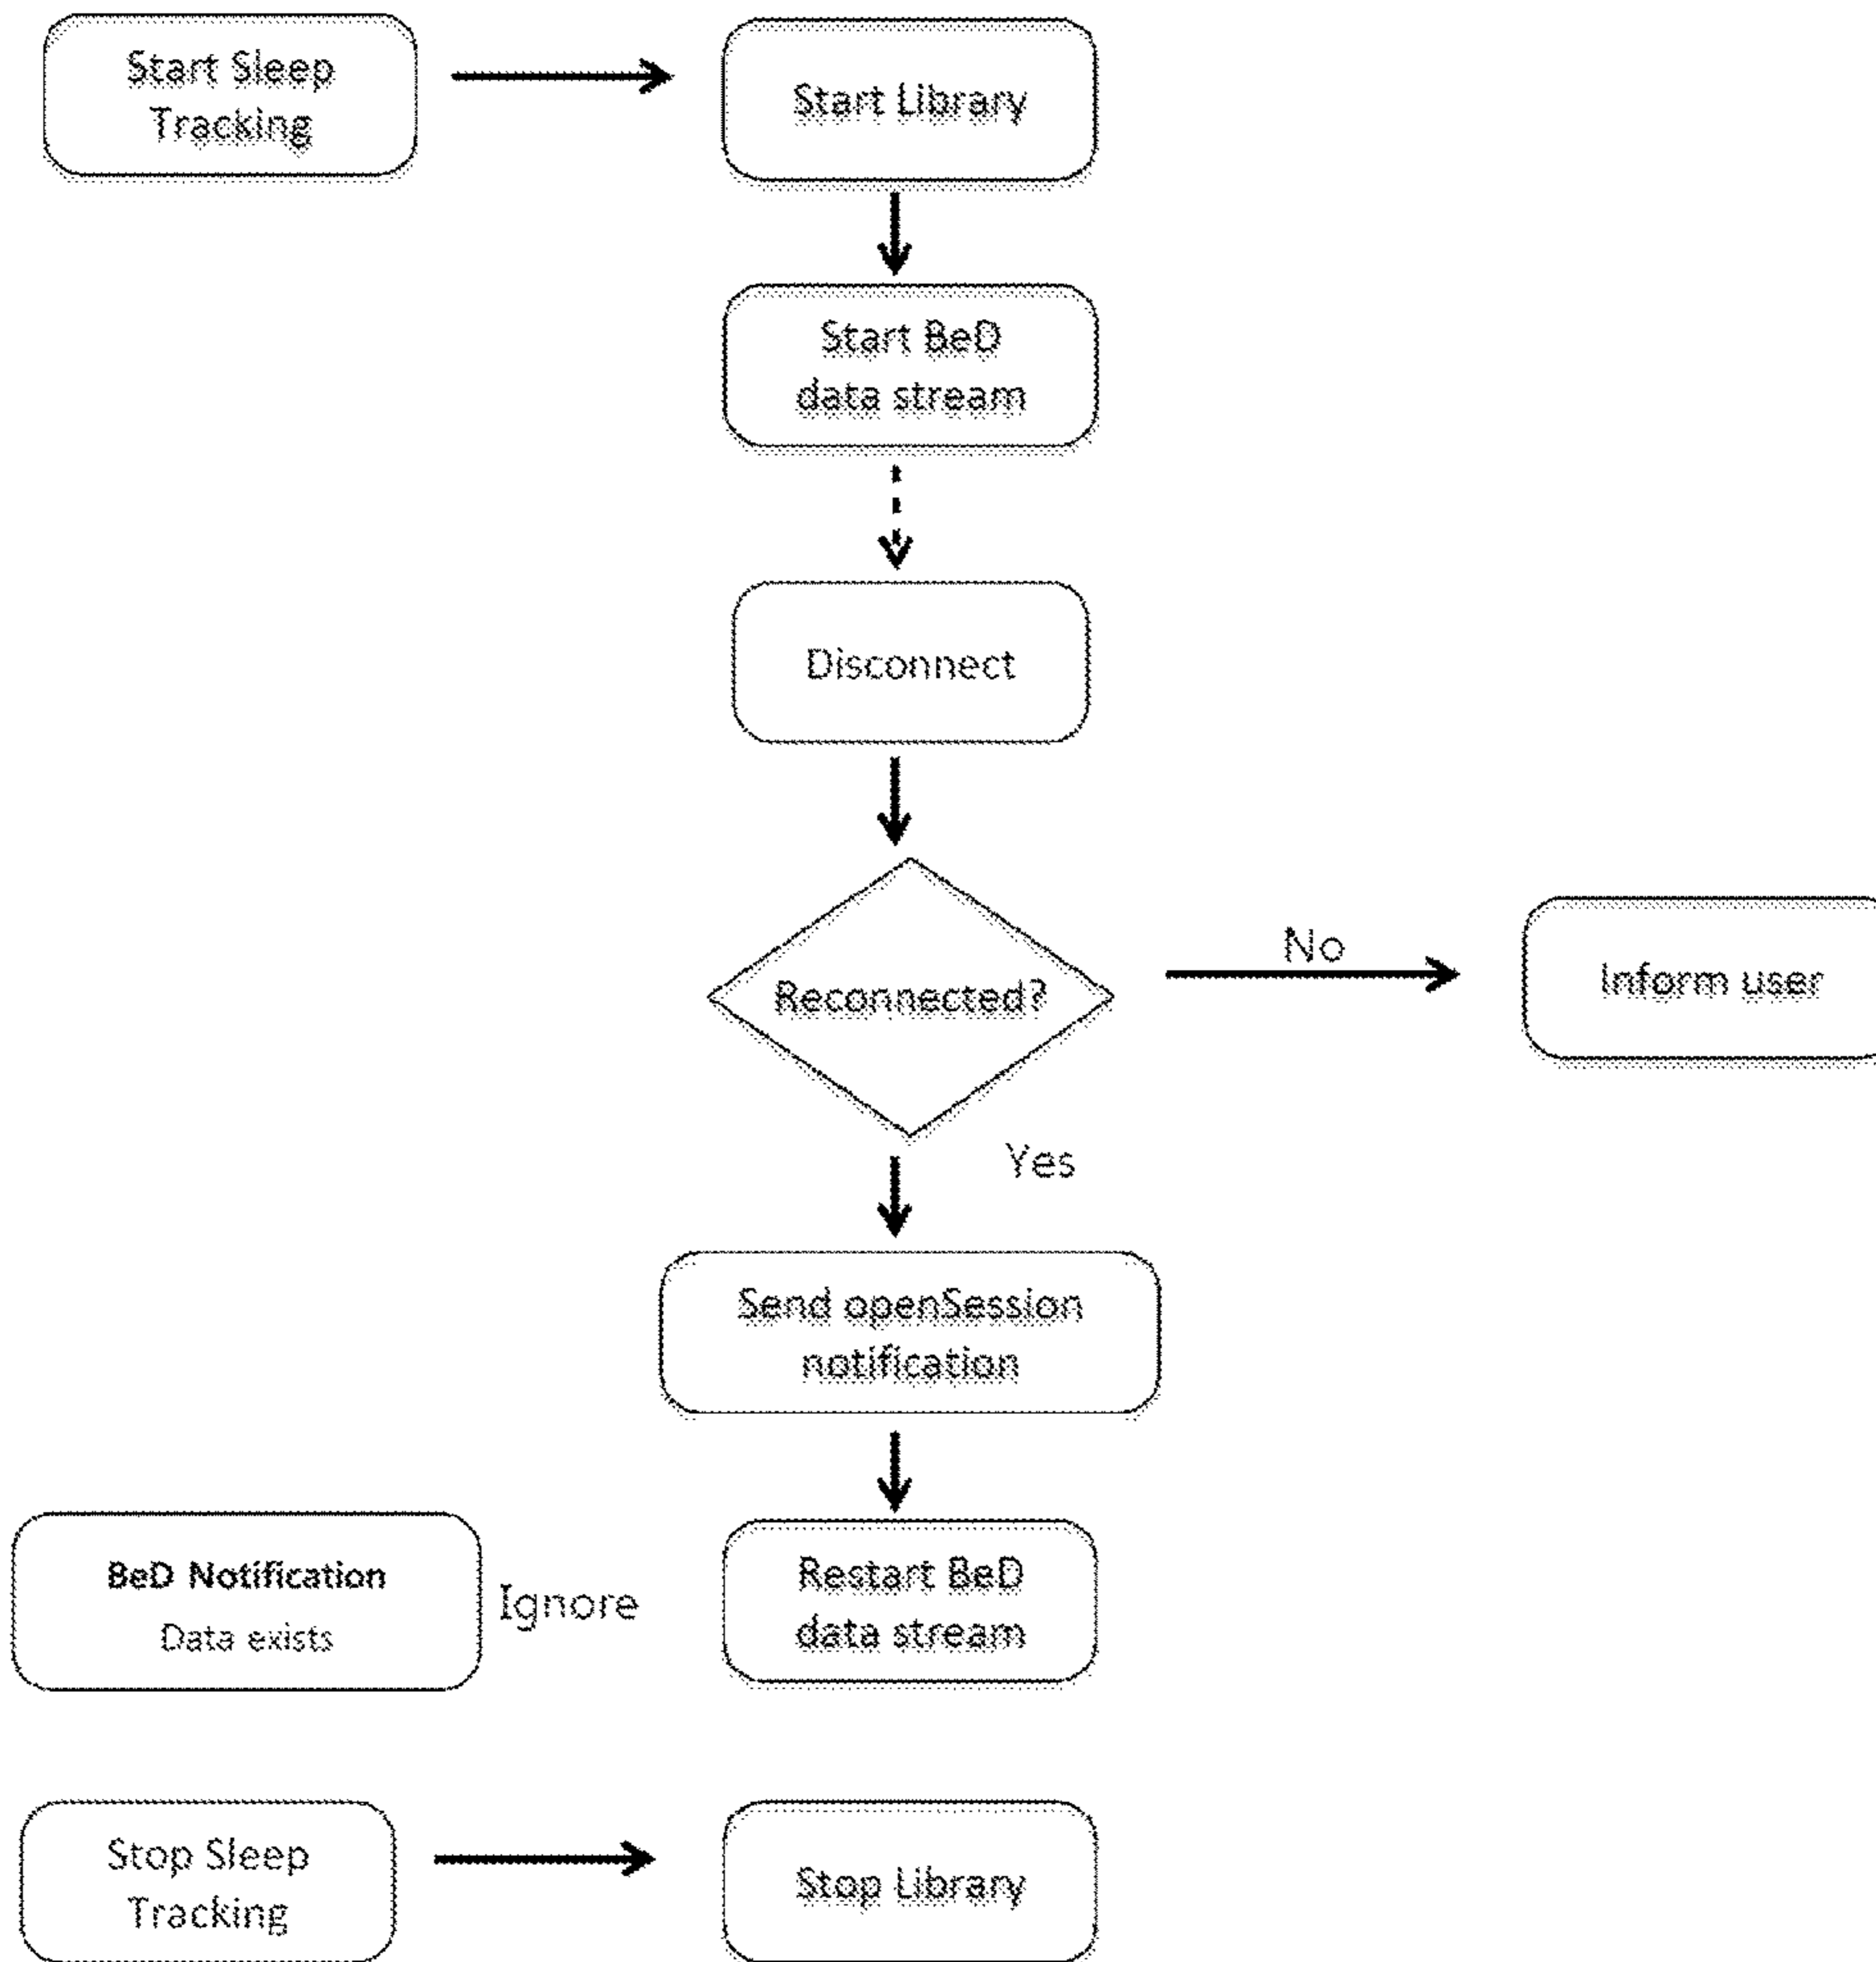 Start Sleep
Tracking
Start Library
Start BeD
data stream
Disconnect
Reconnected?
No
Inform user
Yes
Send openSession
notification
BeD Notification
Data exists
Ignore
Restart BeD
data stream
Stop Sleep
Tracking
Stop Library